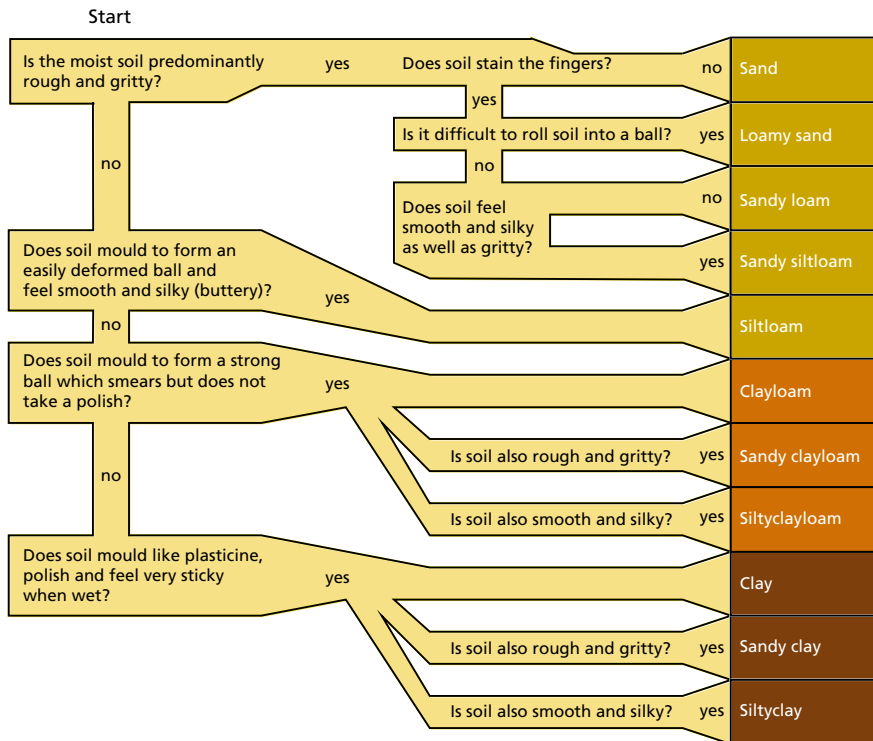 Start
Is the moist soil predominantly
rough and gritty?
yes
Does soil stain the fingers?
no
Sand
yes
Is it difficult to roll soil into a ball?
yes
Loamy sand
no
no
Does soil feel
smooth and silky
as well as gritty?
no
Sandy loam
yes
Sandy siltloam
Does soil mould to form an
easily deformed ball and
feel smooth and silky (buttery)?
yes
Siltloam
no
Does soil mould to form a strong
ball which smears but does not
take a polish?
yes
Clayloam
Is soil also rough and gritty?
yes
Sandy clayloam
Is soil also smooth and silky?
yes
Siltyclayloam
no
Does soil mould like plasticine,
polish and feel very sticky
when wet?
yes
Clay
Is soil also rough and gritty?
yes
Sandy clay
Is soil also smooth and silky?
yes
Siltyclay